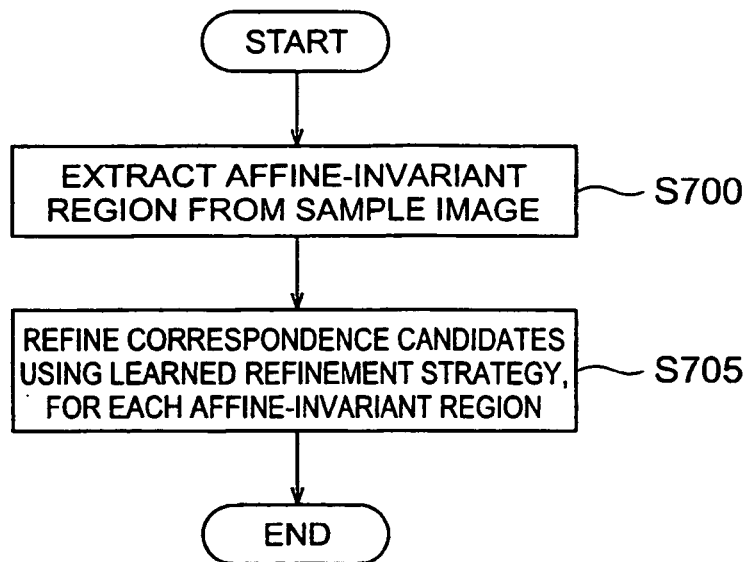 START
EXTRACT AFFINE-INVARIANT
REGION FROM SAMPLE IMAGE
S700
REFINE CORRESPONDENCE CANDIDATES
USING LEARNED REFINEMENT STRATEGY,
FOR EACH AFFINE-INVARIANT REGION
S705
END